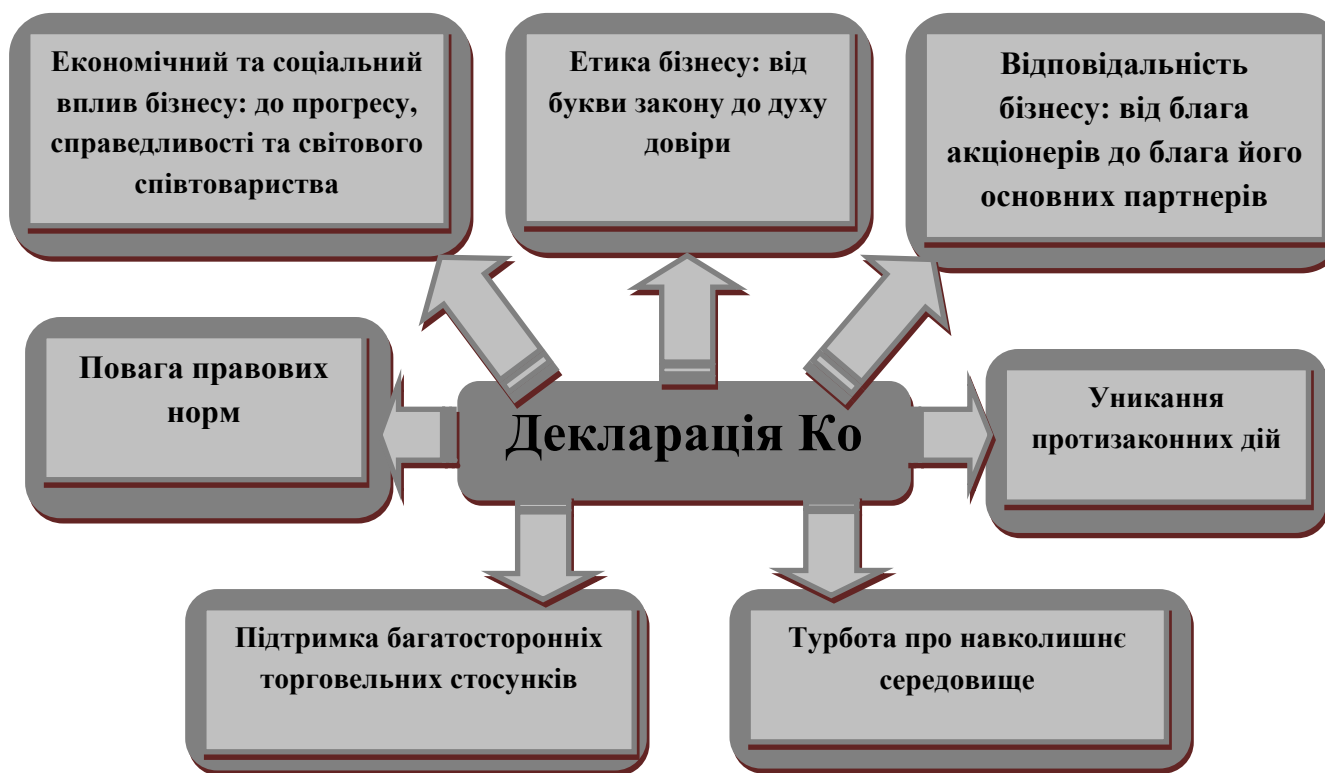 Економічний та соціальний
вплив бізнесу: до прогресу,
справедливості та світового
співтовариства
Етика бізнесу: від
букви закону до духу
довіри
Відповідальність
бізнесу: від блага
акціонерів до блага його
основних партнерів
Повага правових
норм
Декларація Ко
Уникання
протизаконних дій
Підтримка багатосторонніх
торговельних стосунків
Турбота про навколишнє
середовище